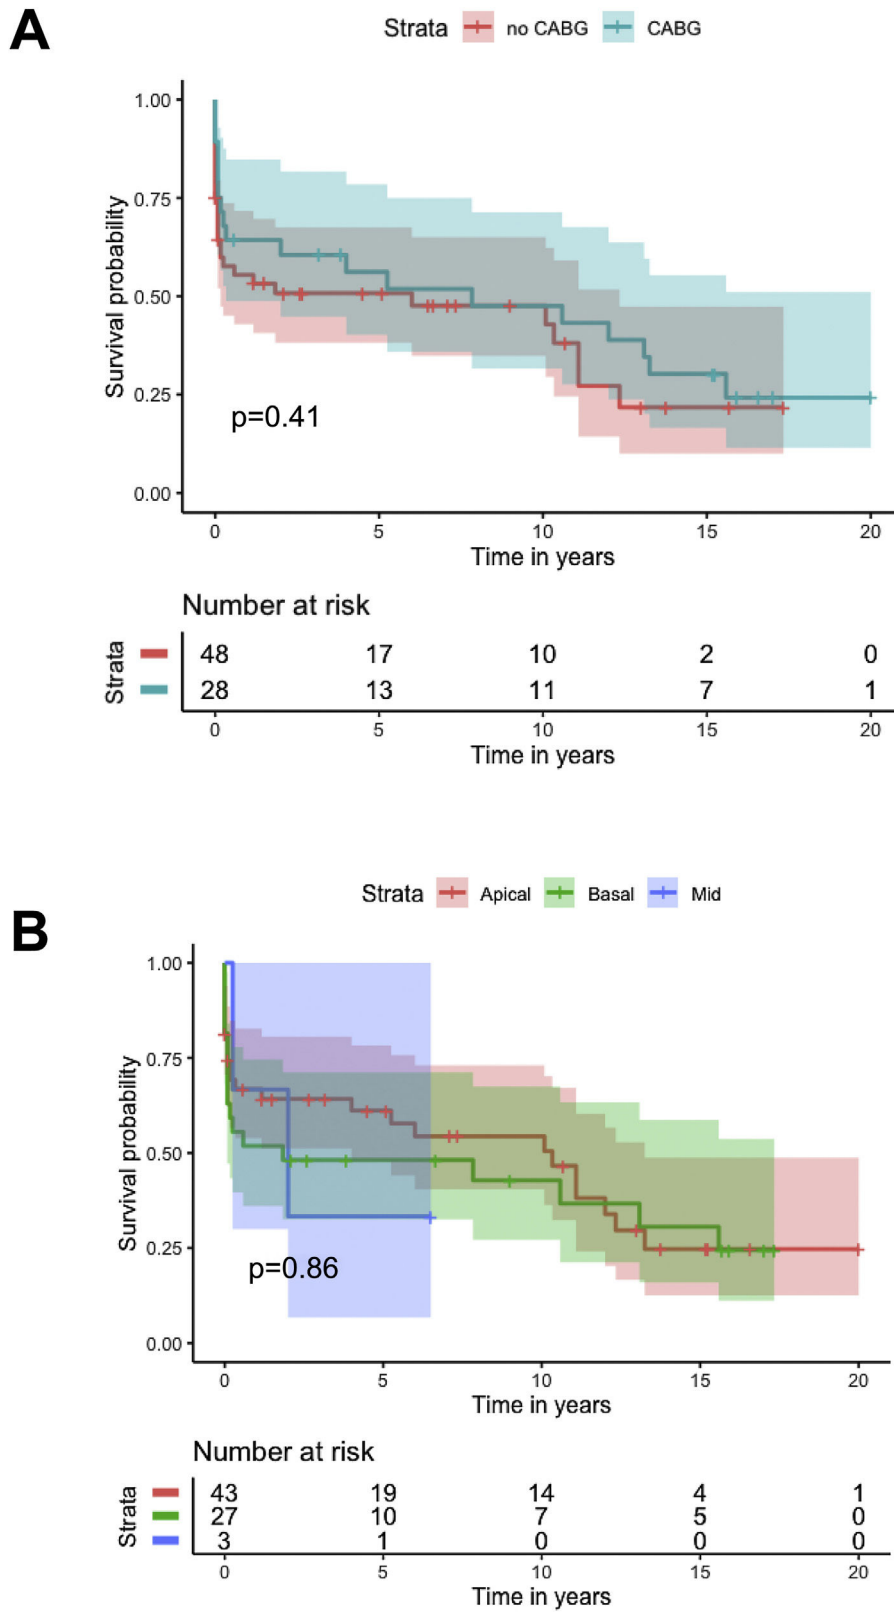 A
Strata no CABG CABG
1.00
0.75
0.50
0.25
0.00
Survival probability
p=0.41
0 5 10 15 20
Time in years
Number at risk
Strata
48 17 10 2 0
28 13 11 7 1
0 5 10 15 20
Time in years
B
Strata Apical Basal Mid
1.00
0.75
0.50
0.25
0.00
Survival probability
p=0.86
0 5 10 15 20
Time in years
Number at risk
Strata
43 19 14 4 1
27 10 7 5 0
3 1 0 0 0
0 5 10 15 20
Time in years